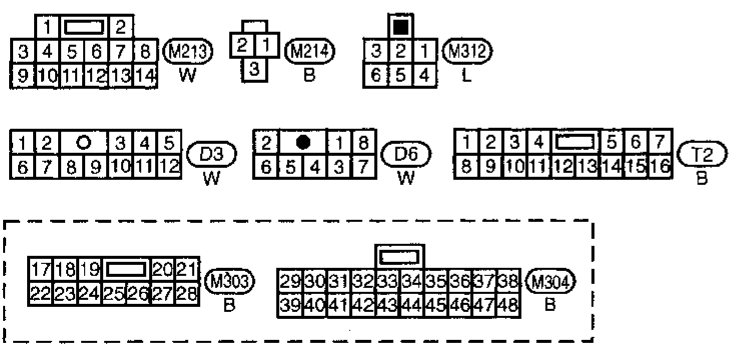 1 2
3 4 5 6 7 8 M213
9 10 11 12 13 14 W
2 1 M214
3 B
3 2 1 M312
6 5 4 L
1 2 3 4 5 D3
6 7 8 9 10 11 12 W
2 1 8 D6
6 5 4 3 7 W
1 2 3 4 5 6 7 T2
8 9 10 11 12 13 14 15 16 B
17 18 19 20 21 M303
22 23 24 25 26 27 28 B
29 30 31 32 33 34 35 36 37 38 M304
39 40 41 42 43 44 45 46 47 48 B